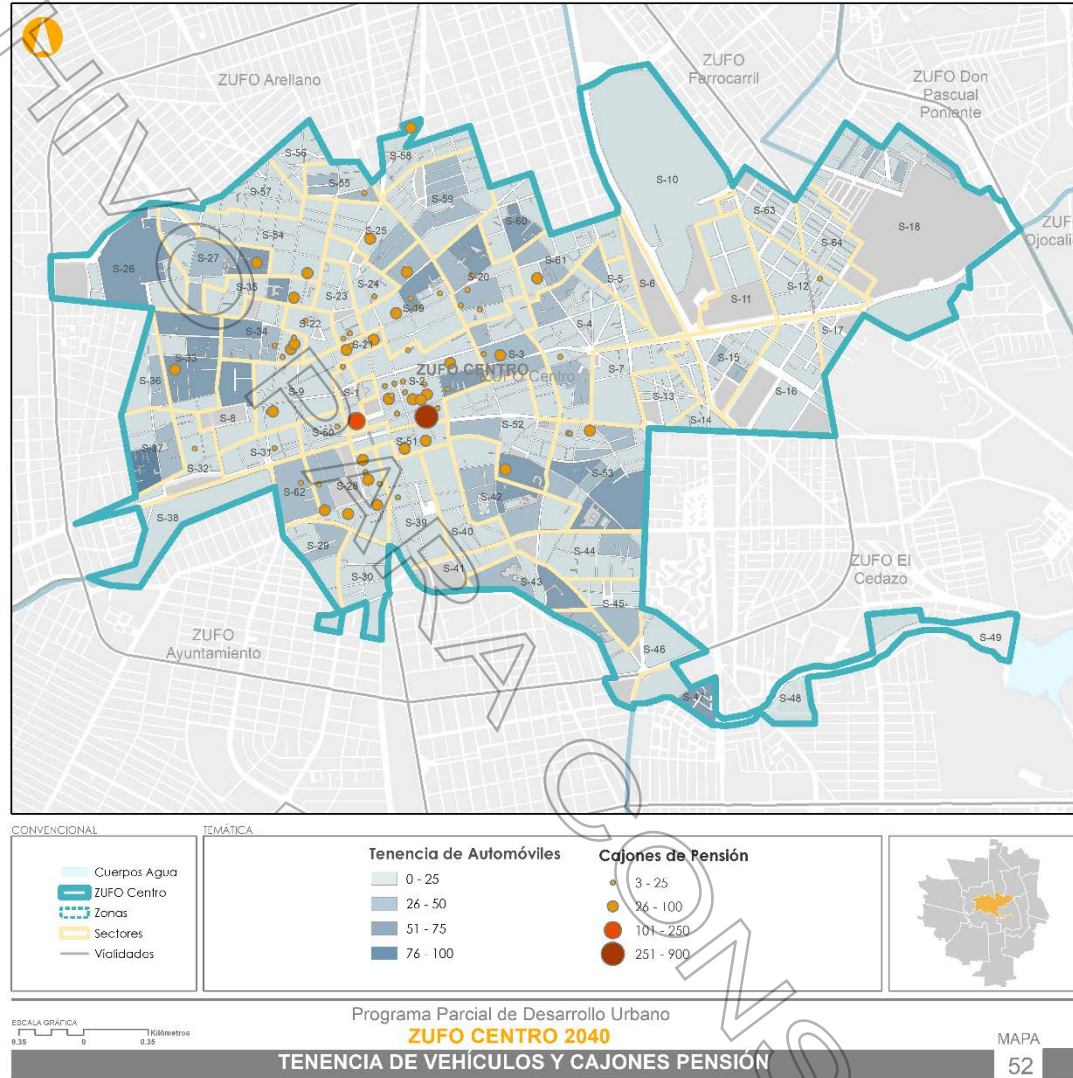 ZUFO Arellano
ZUFO
Ferrocarril
ZUFO Don
Pascual
Poniente
ZUFO
Ojocali
S-56
S-58
S-57
S-55
S-59
S-10
S-63
S-18
S-54
S-25
S-60
S-64
S-26
S-27
S-24
S-20
S-61
S-5
S-6
S-12
S-35
S-23
S-11
S-19
S-22
S-4
S-17
S-34
S-21
S-33
S-3
S-15
ZUFO CENTRO
ZUFO Centro
S-36
S-9
S-1
S-2
S-7
S-13
S-16
S-8
S-50
S-14
S-51
S-52
S-37
S-32
S-31
S-53
S-62
S-28
S-42
S-38
S-39
S-40
S-29
S-44
S-41
S-43
S-30
S-45
ZUFO El
Cedazo
ZUFO
Ayuntamiento
S-46
S-49
S-47
S-48
CONVENCIONAL
Cuerpos Agua
ZUFO Centro
Zonas
Sectores
Vialidades
TEMÁTICA
Tenencia de Automóviles
0 - 25
26 - 50
51 - 75
76 - 100
Cajones de Pensión
3 - 25
26 - 100
101 - 250
251 - 900
ESCALA GRÁFICA
0.35 0 0.35
Kilómetros
Programa Parcial de Desarrollo Urbano
ZUFO CENTRO 2040
TENENCIA DE VEHÍCULOS Y CAJONES PENSIÓN
MAPA
52